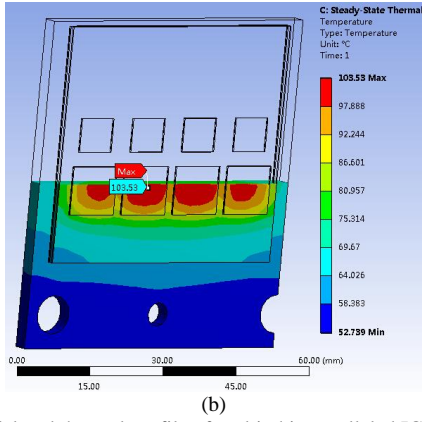 C: Steady-State Thermal
Temperature
Type: Temperature
Unit: °C
Time: 1
103.53 Max
97.888
92.244
86.601
80.957
75.314
69.67
64.026
58.383
52.739 Min
Max
103.53
0.00
30.00
60.00 (mm)
15.00
45.00
(b)